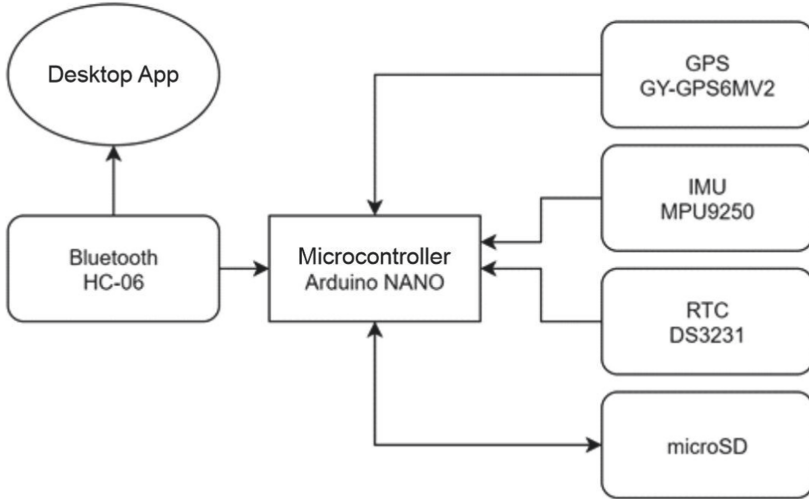 Desktop App
GPS
GY-GPS6MV2
IMU
MPU9250
Bluetooth
HC-06
Microcontroller
Arduino NANO
RTC
DS3231
microSD